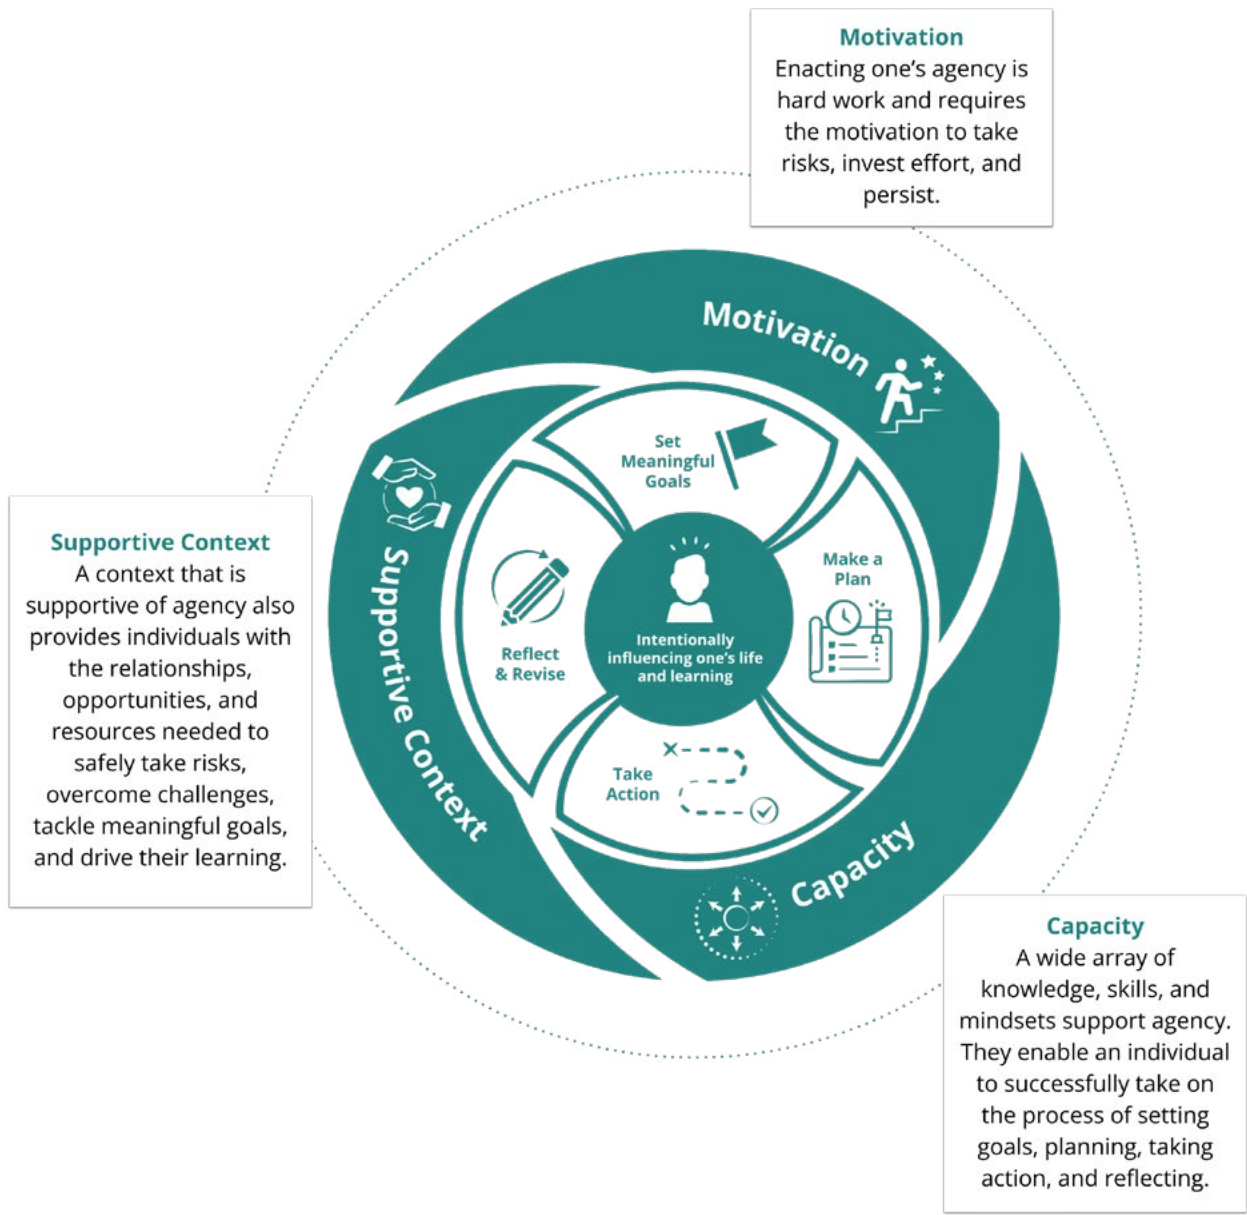 Motivation
Enacting one’s agency is
hard work and requires
the motivation to take
risks, invest effort, and
persist.
Motivation
Set
Meaningful
Goals
Make a
Plan
Intentionally
influencing one’s life
and learning
Reflect
& Revise
Take
Action
Supportive Context
Capacity
Supportive Context
A context that is
supportive of agency also
provides individuals with
the relationships,
opportunities, and
resources needed to
safely take risks,
overcome challenges,
tackle meaningful goals,
and drive their learning.
Capacity
A wide array of
knowledge, skills, and
mindsets support agency.
They enable an individual
to successfully take on
the process of setting
goals, planning, taking
action, and reflecting.